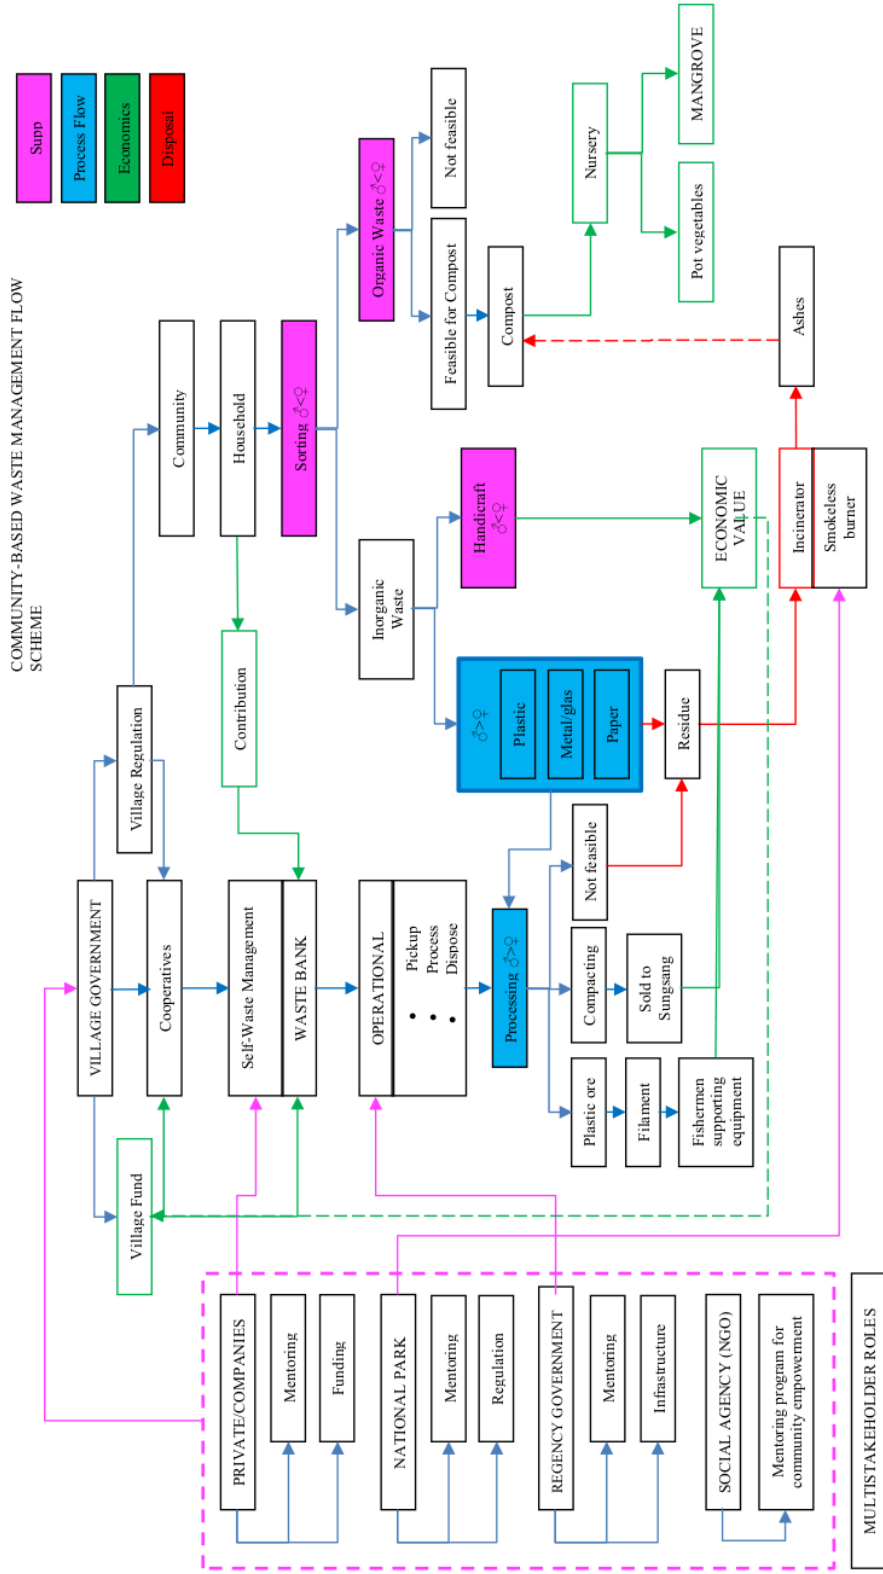 COMMUNITY-BASED WASTE MANAGEMENT FLOW
SCHEME
Supp
Process Flow
Economics
Disposal
VILLAGE GOVERNMENT
Village Fund
Village Regulation
Cooperatives
Community
Household
Sorting ♂<♀
Contribution
Self-Waste Management
WASTE BANK
OPERATIONAL
• Pickup
• Process
• Dispose
Inorganic
Waste
Organic Waste ♂<♀
Feasible for Compost
Not feasible
Compost
Nursery
Pot vegetables
MANGROVE
Handicraft
♂<♀
♂>♀
Plastic
Metal/glas
Paper
Processing ♂>♀
Plastic ore
Compacting
Not feasible
Filament
Sold to
Sungsang
Fishermen
supporting
equipment
Residue
ECONOMIC
VALUE
Incinerator
Smokeless
burner
Ashes
PRIVATE/COMPANIES
Mentoring
Funding
NATIONAL PARK
Mentoring
Regulation
REGENCY GOVERNMENT
Mentoring
Infrastructure
SOCIAL AGENCY (NGO)
Mentoring program for
community empowerment
MULTISTAKEHOLDER ROLES